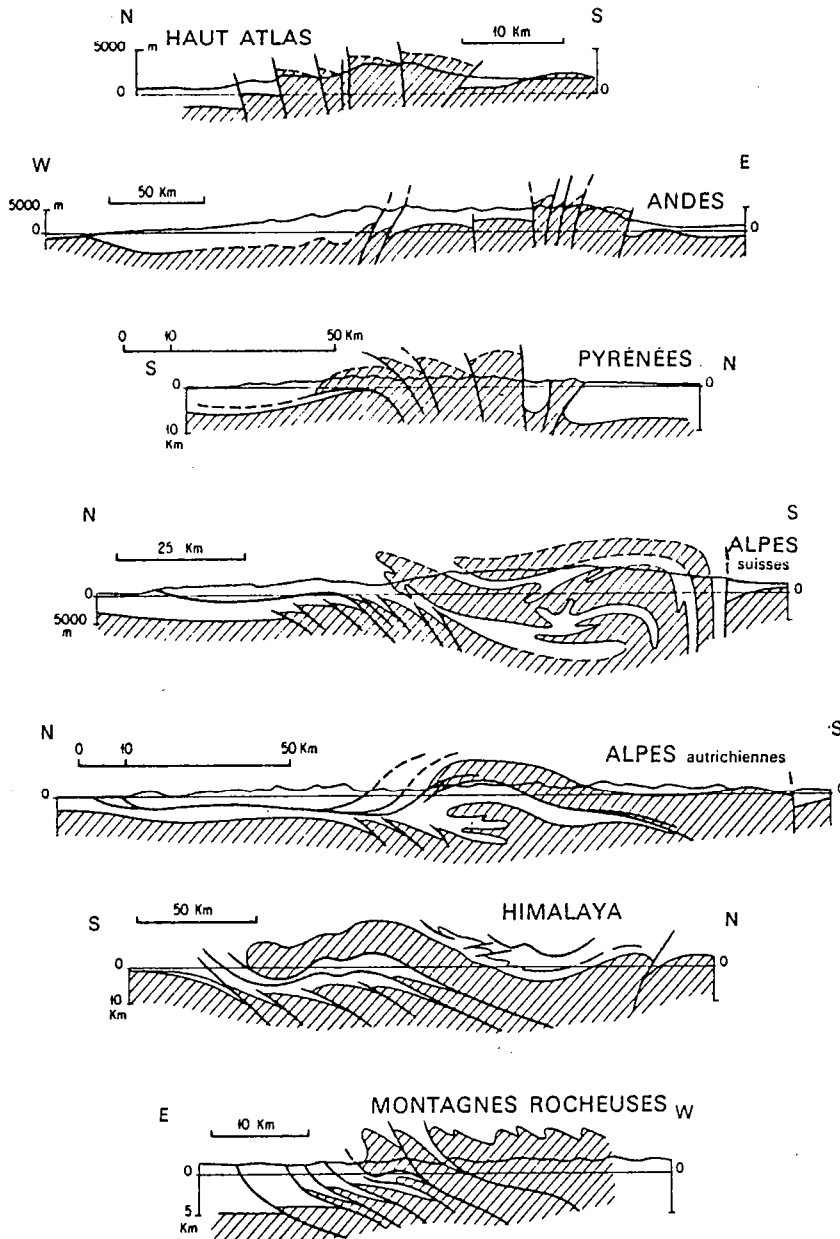 N S
HAUT ATLAS 10 Km
5000 m 5000
0 0
W E
50 Km
5000 m ANDES
0 0
0 10 50 Km
S PYRÉNÉES N
0 0
10
Km
N S
25 Km ALPES
suisses
0 0
5000
m
N S
0 10 50 Km ALPES autrichiennes
0
50 Km HIMALAYA
S N
0 0
10
Km
E MONTAGNES ROCHEUSES W
10 Km
0 0
5
Km